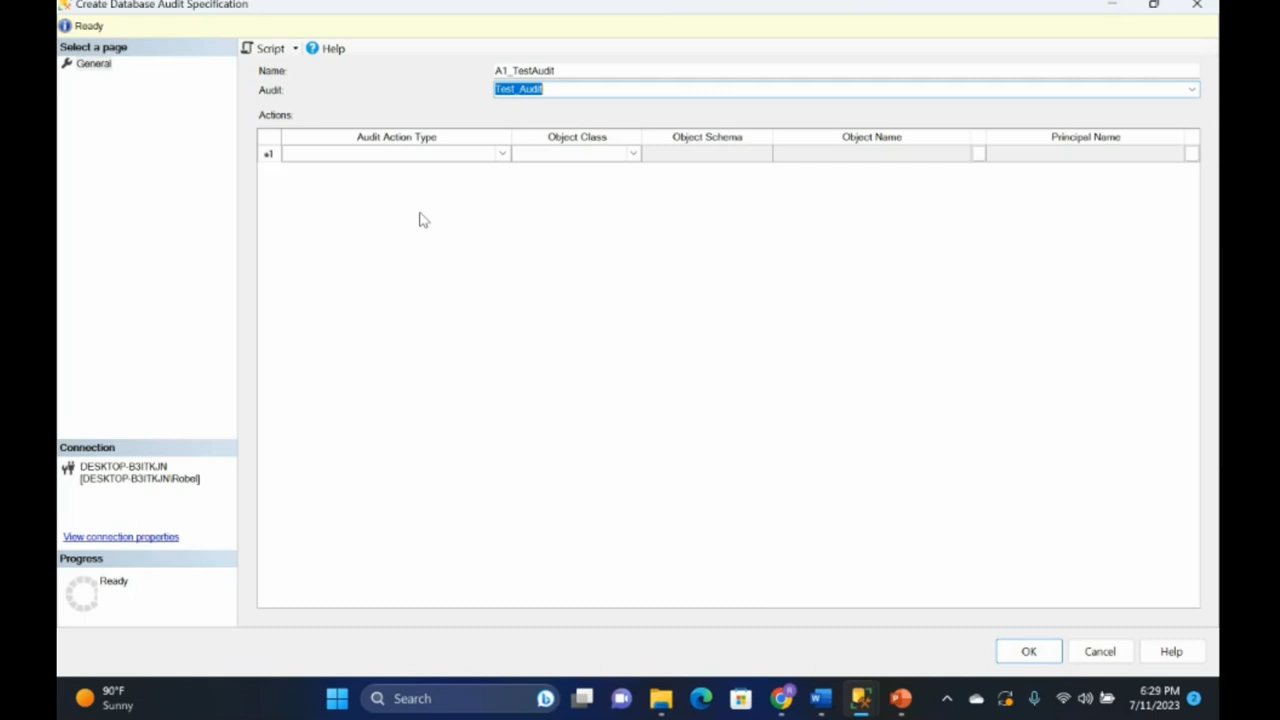 Create Database Audit Specification
Ready
Select a page
General
Script
Help
Name:
A1_TestAudit
Audit:
Test_Audit
Actions:
Audit Action Type
Object Class
Object Schema
Object Name
Principal Name
*1
Connection
DESKTOP-B3ITKJN
[DESKTOP-B3ITKJN\Robel]
View connection properties
Progress
Ready
OK
Cancel
Help
90°F
Sunny
Search
6:29 PM
7/11/2023
2